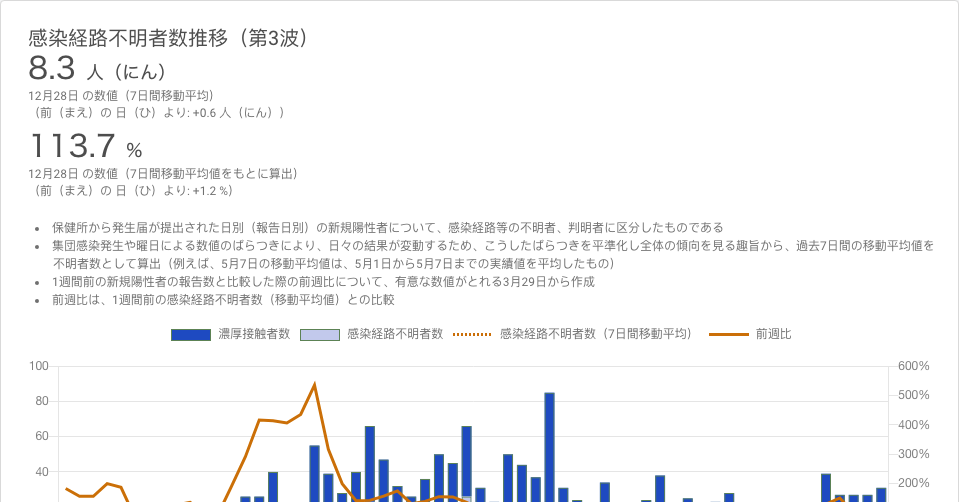 感染経路不明者数推移（第3波）
8.3 人（にん）
12月28日 の数値（7日間移動平均）
（前（まえ）の 日（ひ）より: +0.6 人（にん））
113.7 %
12月28日 の数値（7日間移動平均値をもとに算出）
（前（まえ）の 日（ひ）より: +1.2 %）
• 保健所から発生届が提出された日別（報告日別）の新規陽性者について、感染経路等の不明者、判明者に区分したものである
• 集団感染発生や曜日による数値のばらつきにより、日々の結果が変動するため、こうしたばらつきを平準化し全体の傾向を見る趣旨から、過去7日間の移動平均値を
不明者数として算出（例えば、5月7日の移動平均値は、5月1日から5月7日までの実績値を平均したもの）
• 1週間前の新規陽性者の報告数と比較した際の前週比について、有意な数値がとれる3月29日から作成
• 前週比は、1週間前の感染経路不明者数（移動平均値）との比較
濃厚接触者数 感染経路不明者数 感染経路不明者数（7日間移動平均） 前週比
100 600%
500%
80
400%
60
300%
40
200%